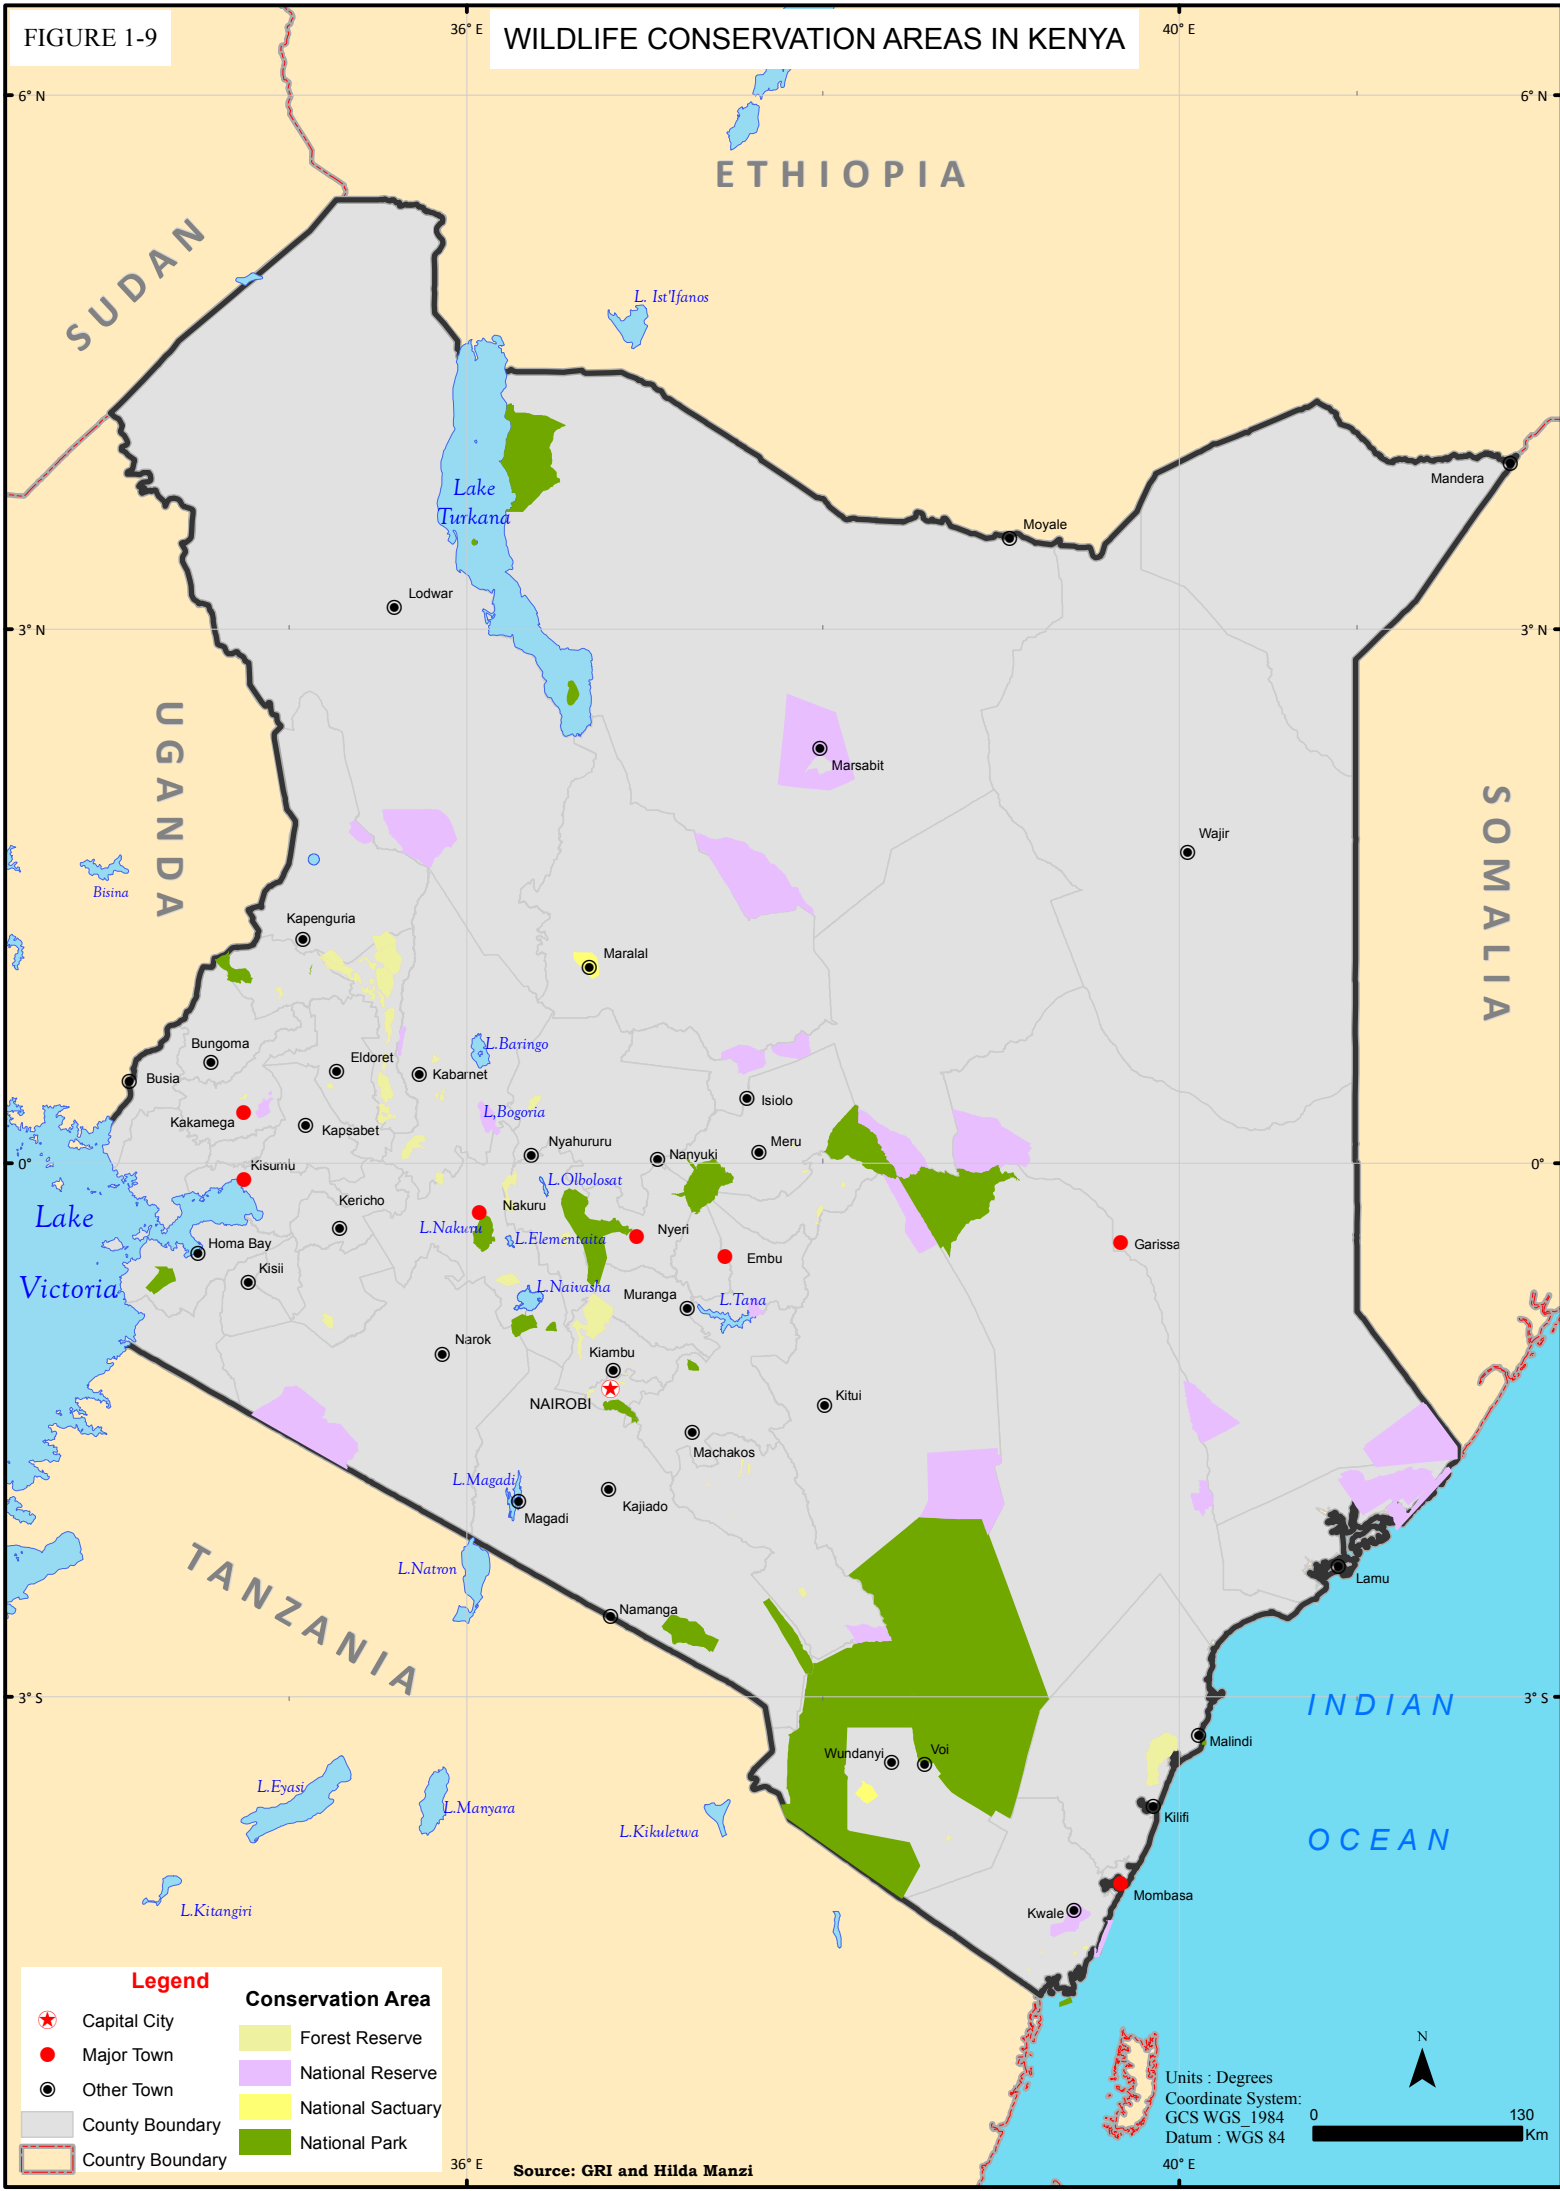 FIGURE 1-9
36° E
WILDLIFE CONSERVATION AREAS IN KENYA
40° E
6° N
6° N
ETHIOPIA
SUDAN
L. Ist'Ifanos
Lake
Turkana
Mandera
Moyale
Lodwar
3° N
3° N
UGANDA
Marsabit
SOMALIA
Wajir
Bisina
Kapenguria
Maralal
Bungoma
L.Baringo
Eldoret
Kabarnet
Busia
Isiolo
Kakamega
L,Bogoria
Kapsabet
Nyahururu
Meru
Nanyuki
0°
0°
Kisumu
L.Olbolosat
Kericho
Nakuru
Lake
L.Nakuru
Nyeri
L.Elementaita
Homa Bay
Garissa
Embu
Kisii
Victoria
L.Naivasha
Muranga
L.Tana
Narok
Kiambu
NAIROBI
Kitui
Machakos
L.Magadi
Kajiado
Magadi
L.Natron
Lamu
TANZANIA
Namanga
3° S
3° S
INDIAN
Malindi
Wundanyi
Voi
L.Eyasi
L.Manyara
Kilifi
L.Kikuletwa
OCEAN
Mombasa
L.Kitangiri
Kwale
Legend
Capital City
Major Town
Other Town
County Boundary
Country Boundary
Conservation Area
Forest Reserve
National Reserve
National Sactuary
National Park
N
Units : Degrees
Coordinate System:
GCS WGS_1984
Datum : WGS 84
0
130
Km
36° E
Source: GRI and Hilda Manzi
40° E